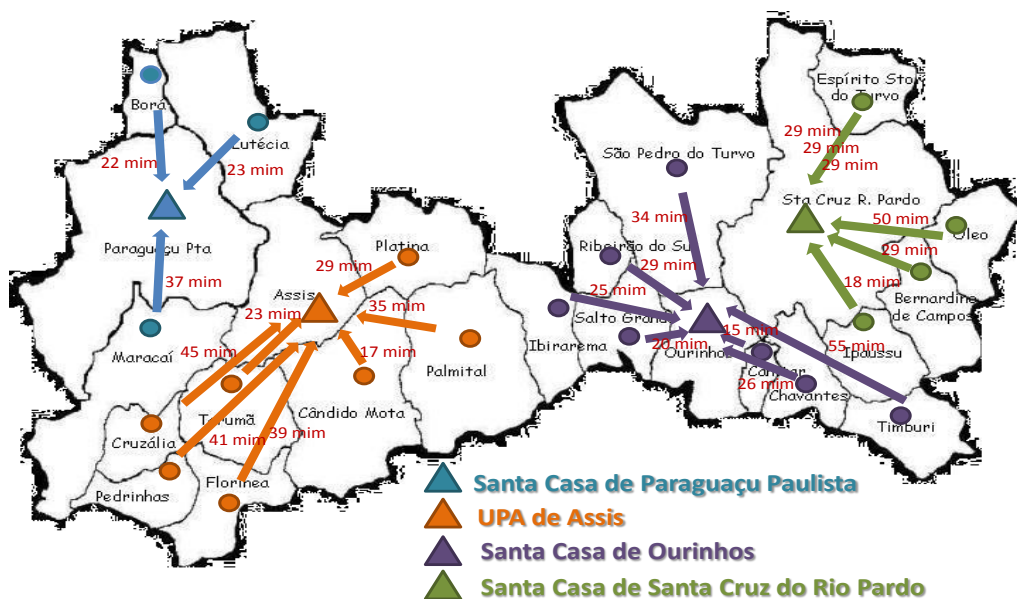 Borá
Lutécia
22 mim
23 mim
Paraguaçu Pta
37 mim
Maracaí
Platina
29 mim
Assis
23 mim
35 mim
45 mim
17 mim
Palmital
Tarumã
Cândido Mota
Cruzália
41 mim
39 mim
Pedrinhas
Florínea
Espírito Sto
do Turvo
29 mim
29 mim
29 mim
São Pedro do Turvo
Sta Cruz R. Pardo
34 mim
50 mim
Óleo
Ribeirão do Sul
29 mim
29 mim
25 mim
18 mim
Bernardino
de Campos
Salto Grande
Ibirarema
20 mim
15 mim
Ourinhos
55 mim
Ipaussu
Canitar
26 mim
Chavantes
Timburi
Santa Casa de Paraguaçu Paulista
UPA de Assis
Santa Casa de Ourinhos
Santa Casa de Santa Cruz do Rio Pardo